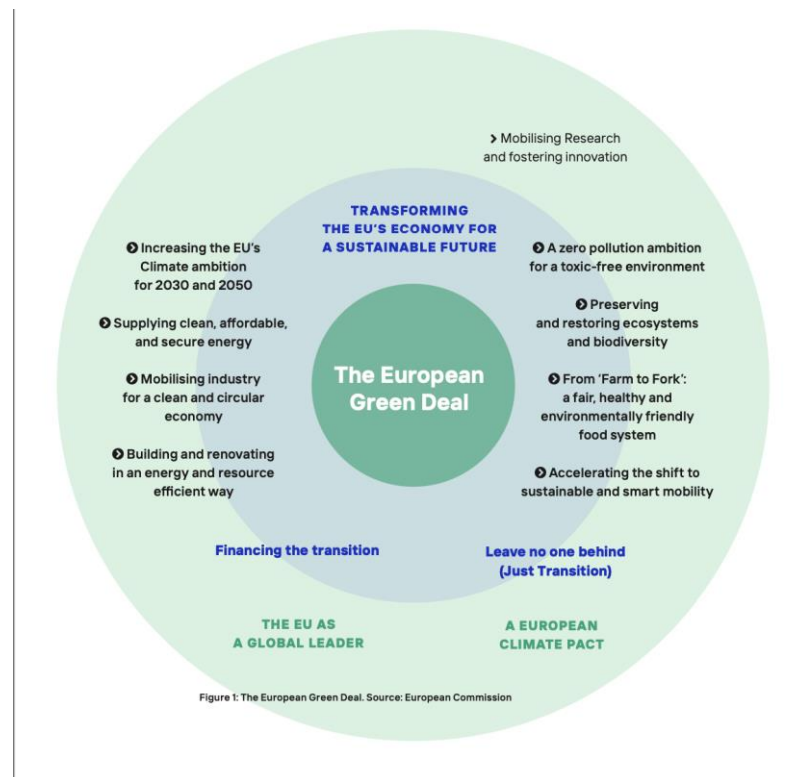 > Mobilising Research
and fostering innovation
TRANSFORMING
THE EU'S ECONOMY FOR
A SUSTAINABLE FUTURE
Increasing the EU's
Climate ambition
for 2030 and 2050
Supplying clean, affordable,
and secure energy
Mobilising industry
for a clean and circular
economy
Building and renovating
in an energy and resource
efficient way
The European
Green Deal
A zero pollution ambition
for a toxic-free environment
Preserving
and restoring ecosystems
and biodiversity
From 'Farm to Fork':
a fair, healthy and
environmentally friendly
food system
Accelerating the shift to
sustainable and smart mobility
Financing the transition
Leave no one behind
(Just Transition)
THE EU AS
A GLOBAL LEADER
A EUROPEAN
CLIMATE PACT
Figure 1: The European Green Deal. Source: European Commission